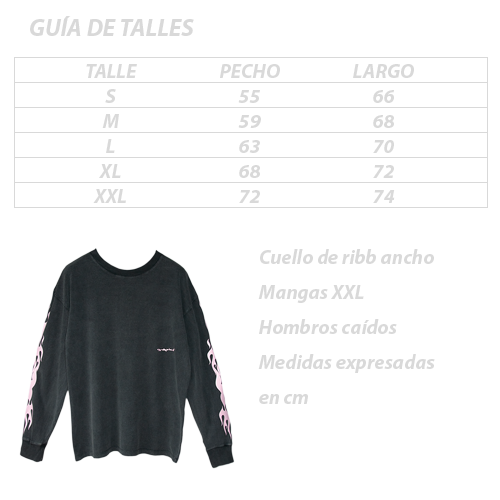 GUÍA DE TALLES
TALLE PECHO LARGO
S 55 66
M 59 68
L 63 70
XL 68 72
XXL 72 74
Cuello de ribb ancho
Mangas XXL
Hombros caídos
Medidas expresadas
en cm